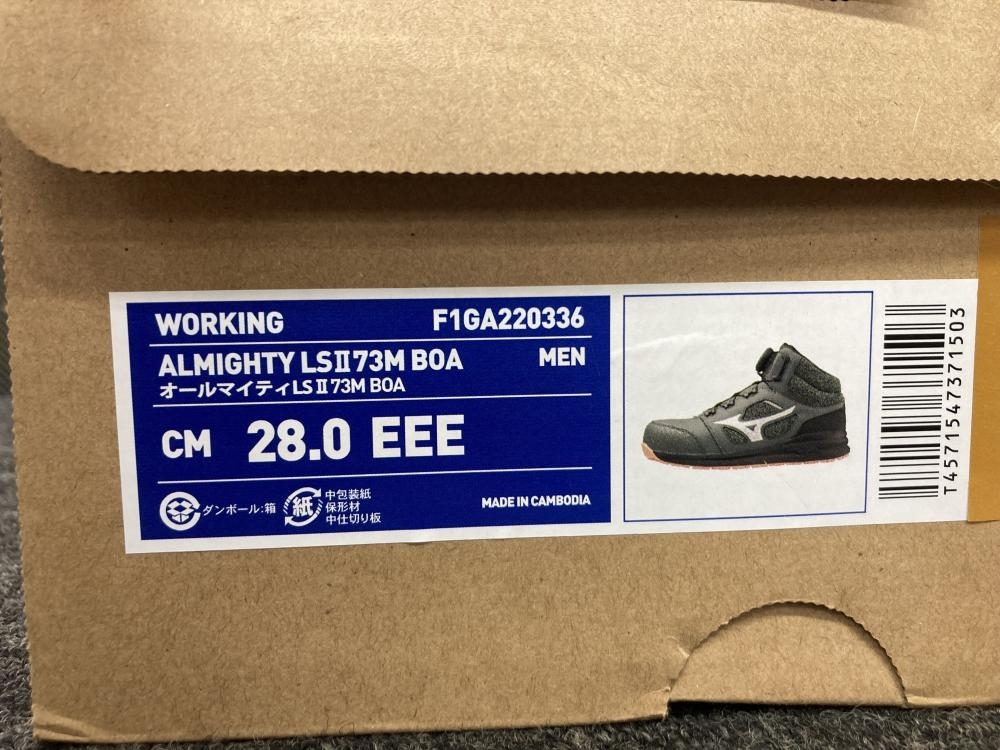 WORKING F1GA220336
ALMIGHTY LSⅡ73M BOA MEN
オールマイティLSⅡ73M BOA
CM 28.0 EEE
ダンボール:箱
紙
中包装紙
保形材
中仕切り板
MADE IN CAMBODIA
T4571547371503